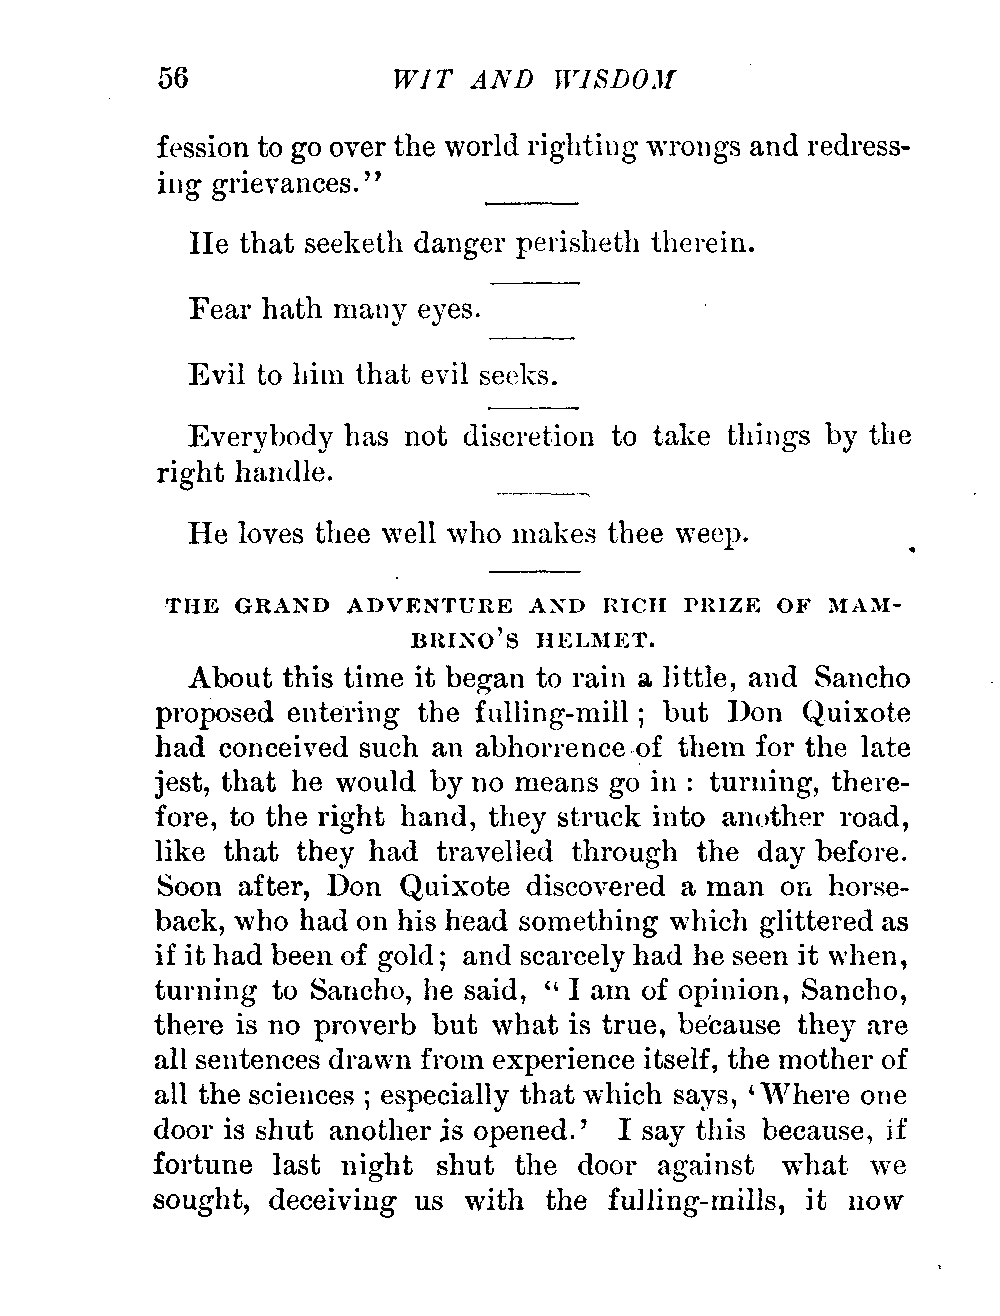 56 WIT AND WISDOM
fession to go over the world righting wrongs and redress-
ing grievances."
He that seeketh danger perisheth therein.
Fear hath many eyes.
Evil to him that evil seeks.
Everybody has not discretion to take things by the
right handle.
He loves thee well who makes thee weep.
THE GRAND ADVENTURE AND RICH PRIZE OF MAM-
BRINO'S HELMET.
About this time it began to rain a little, and Sancho
proposed entering the fulling-mill; but Don Quixote
had conceived such an abhorrence of them for the late
jest, that he would by no means go in: turning, there-
fore, to the right hand, they struck into another road,
like that they had travelled through the day before.
Soon after, Don Quixote discovered a man on horse-
back, who had on his head something which glittered as
if it had been of gold; and scarcely had he seen it when,
turning to Sancho, he said, "I am of opinion, Sancho,
there is no proverb but what is true, because they are
all sentences drawn from experience itself, the mother of
all the sciences; especially that which says, 'Where one
door is shut another is opened.' I say this because, if
fortune last night shut the door against what we
sought, deceiving us with the fulling-mills, it now